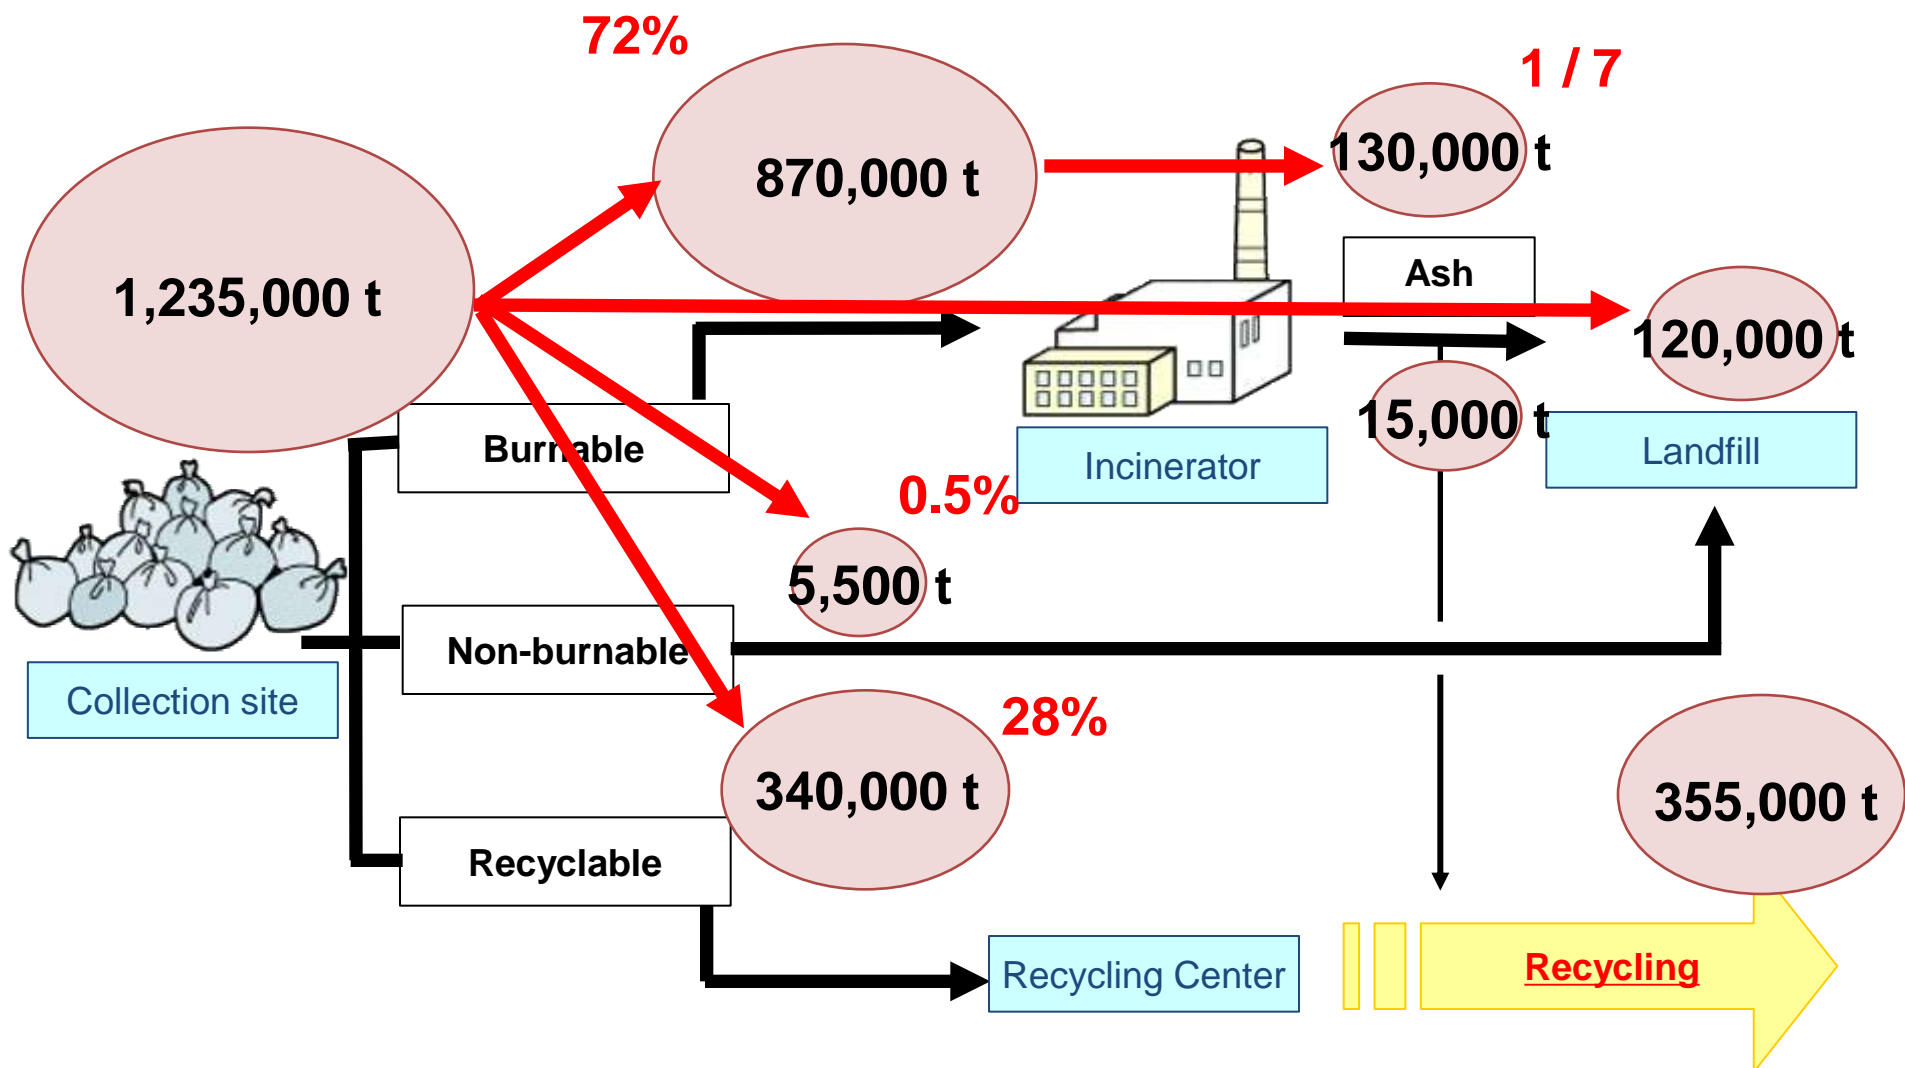 72%
1 / 7
130,000 t
870,000 t
1,235,000 t
Ash
120,000 t
15,000 t
Burnable
Incinerator
Landfill
0.5%
5,500 t
Non-burnable
Collection site
28%
340,000 t
355,000 t
Recyclable
Recycling Center
Recycling